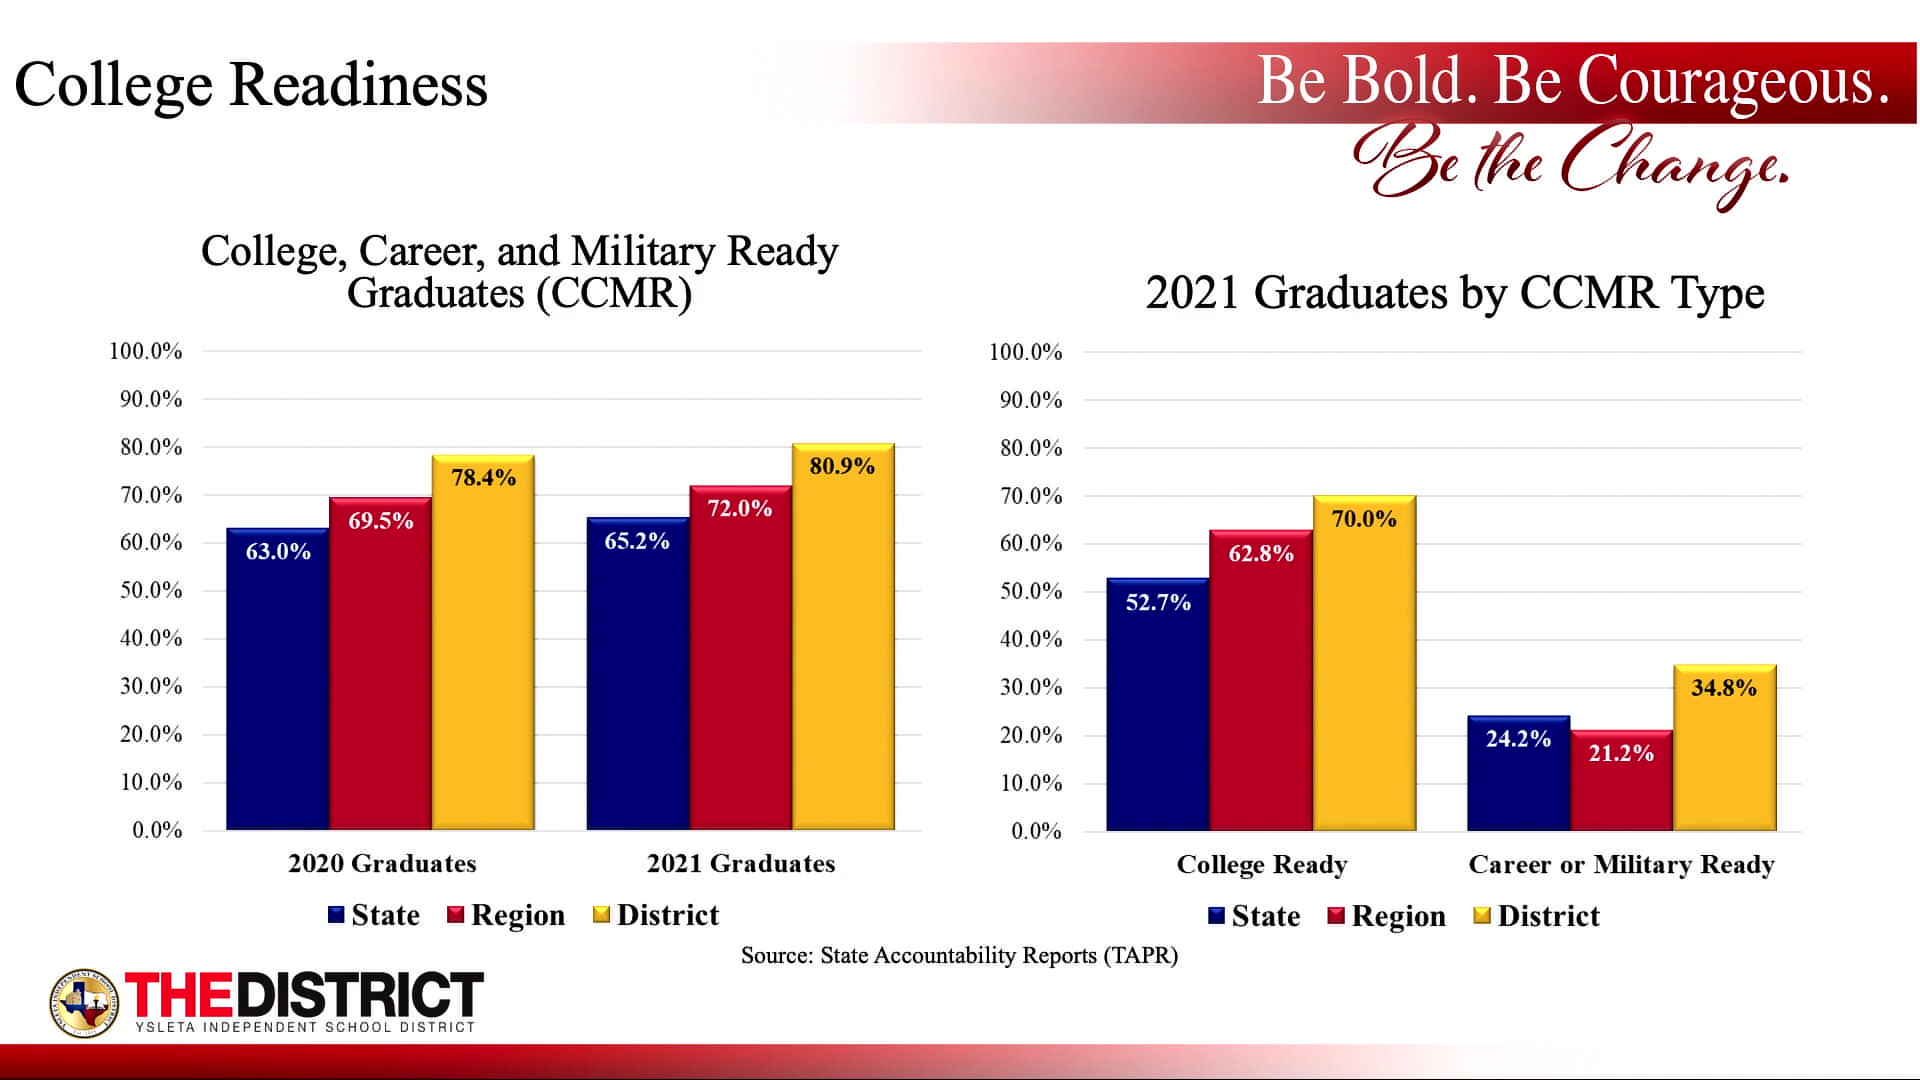 College Readiness
Be Bold. Be Courageous.
Be the Change.
College, Career, and Military Ready
Graduates (CCMR)
100.0%
90.0%
80.0%
70.0%
60.0%
50.0%
40.0%
30.0%
20.0%
10.0%
0.0%
63.0%
69.5%
78.4%
65.2%
72.0%
80.9%
2020 Graduates
2021 Graduates
State Region District
2021 Graduates by CCMR Type
100.0%
90.0%
80.0%
70.0%
60.0%
50.0%
40.0%
30.0%
20.0%
10.0%
0.0%
52.7%
62.8%
70.0%
24.2%
21.2%
34.8%
College Ready
Career or Military Ready
State Region District
Source: State Accountability Reports (TAPR)
THEDISTRICT
YSLETA INDEPENDENT SCHOOL DISTRICT